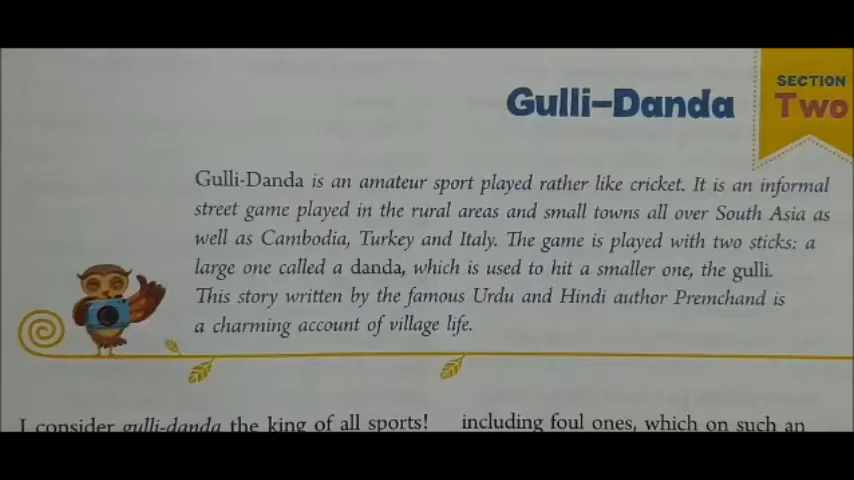 SECTION
Two
Gulli–Danda
Gulli-Danda is an amateur sport played rather like cricket. It is an informal
street game played in the rural areas and small towns all over South Asia as
well as Cambodia, Turkey and Italy. The game is played with two sticks: a
large one called a danda, which is used to hit a smaller one, the gulli.
This story written by the famous Urdu and Hindi author Premchand is
a charming account of village life.
I consider gulli-danda the king of all sports!
including foul ones, which on such an